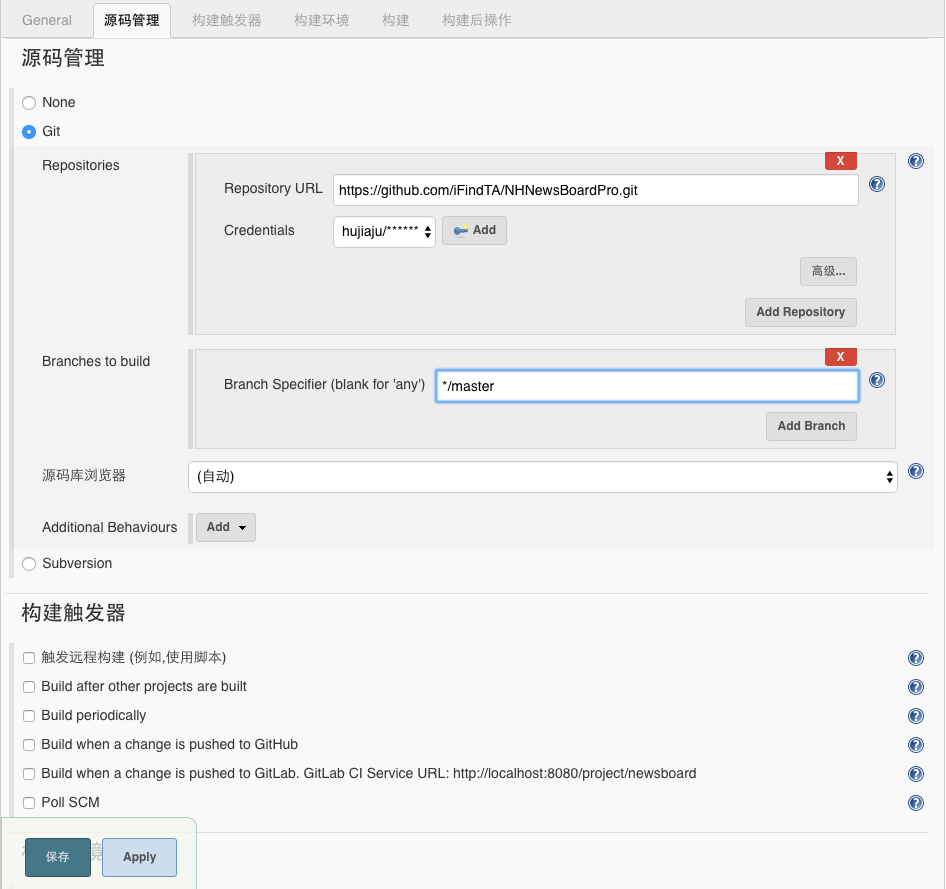 General 源码管理 构建触发器 构建环境 构建 构建后操作
源码管理
None
Git
Repositories
X
Repository URL https://github.com/iFindTA/NHNewsBoardPro.git
Credentials hujiaju/****** Add
高级...
Add Repository
Branches to build
X
Branch Specifier (blank for 'any') */master
Add Branch
源码库浏览器 (自动)
Additional Behaviours Add
Subversion
构建触发器
触发远程构建 (例如,使用脚本)
Build after other projects are built
Build periodically
Build when a change is pushed to GitHub
Build when a change is pushed to GitLab. GitLab CI Service URL: http://localhost:8080/project/newsboard
Poll SCM
保存 Apply